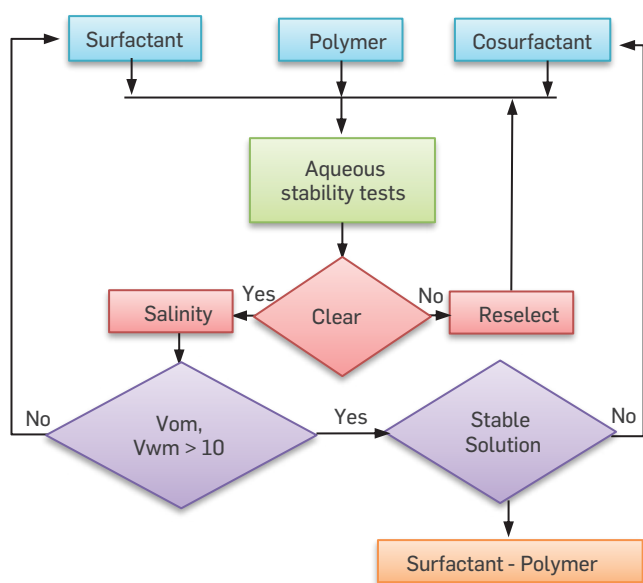 Surfactant
Polymer
Cosurfactant
Aqueous
stability tests
Yes
No
Salinity
Clear
Reselect
No
Vom,
Vwm > 10
Yes
Stable
Solution
No
Surfactant - Polymer